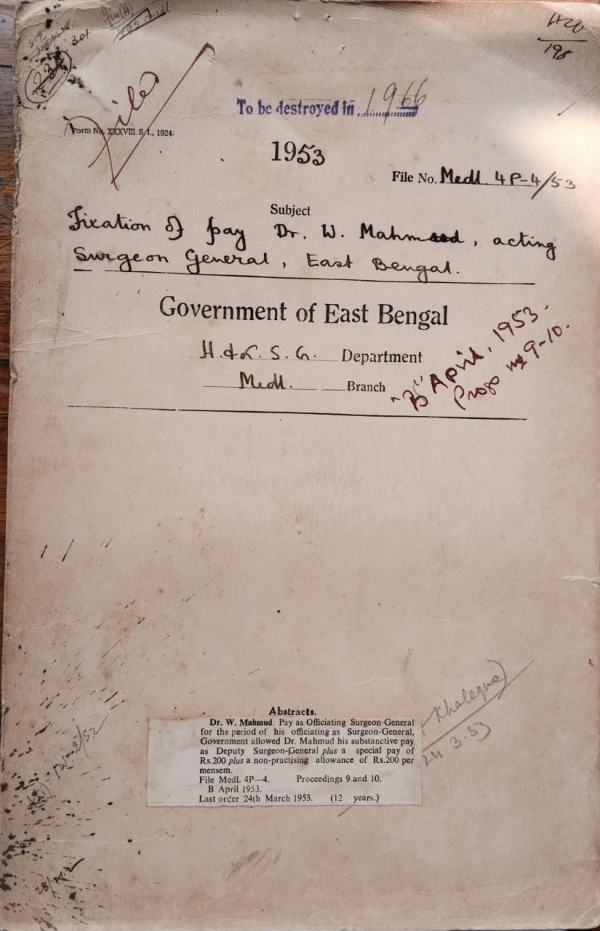 301
H20
198
Filed
To be destroyed in 1966
Form No. XXXVIII. S. I., 1924.
1953
File No. Medl. 4P-4/53
Subject
Fixation of pay Dr. W. Mahmud, acting
Surgeon General, East Bengal.
Government of East Bengal
H. & L. S. G. Department
Medl. Branch
"B" April, 1953.
Progs 9-10.
24 3.53
Abstracts.
Dr. W. Mahmud. Pay as Officiating Surgeon-General
for the period of his officiating as Surgeon-General,
Government allowed Dr. Mahmud his substantive pay
as Deputy Surgeon-General plus a special pay of
Rs.200 plus a non-practising allowance of Rs.200 per
mensem.
File Medl. 4P—4. Proceedings 9 and 10.
B April 1953.
Last order 24th March 1953. (12 years.)